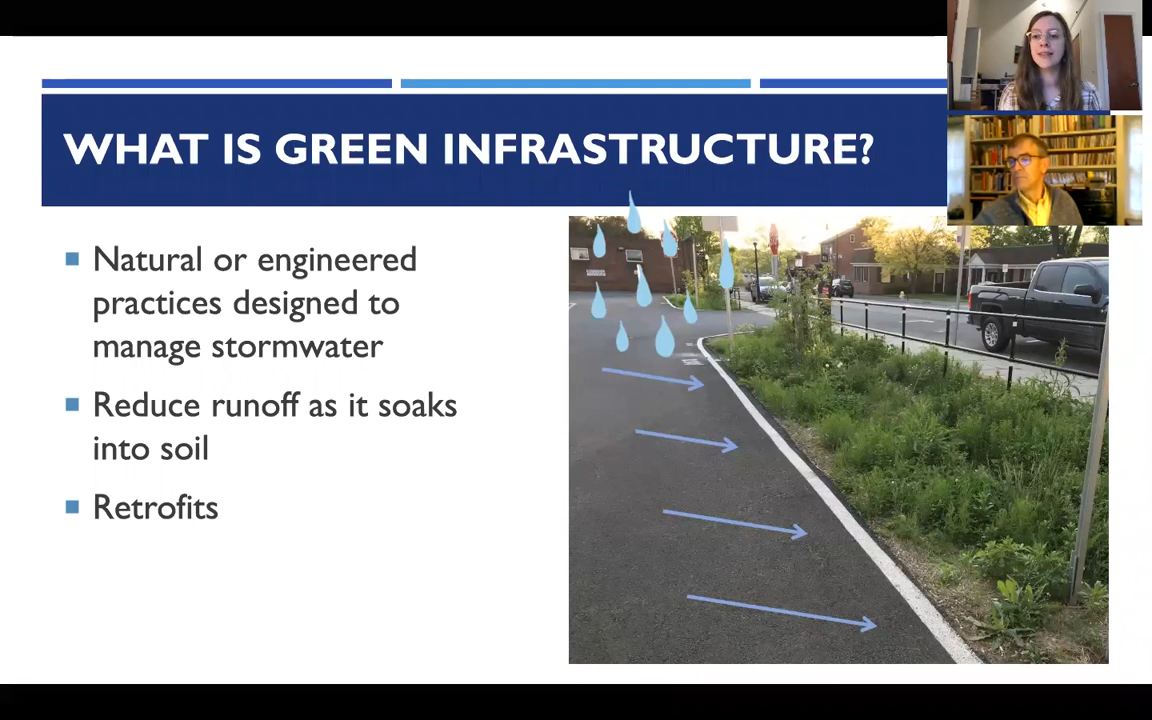 WHAT IS GREEN INFRASTRUCTURE?
Natural or engineered
practices designed to
manage stormwater
Reduce runoff as it soaks
into soil
Retrofits